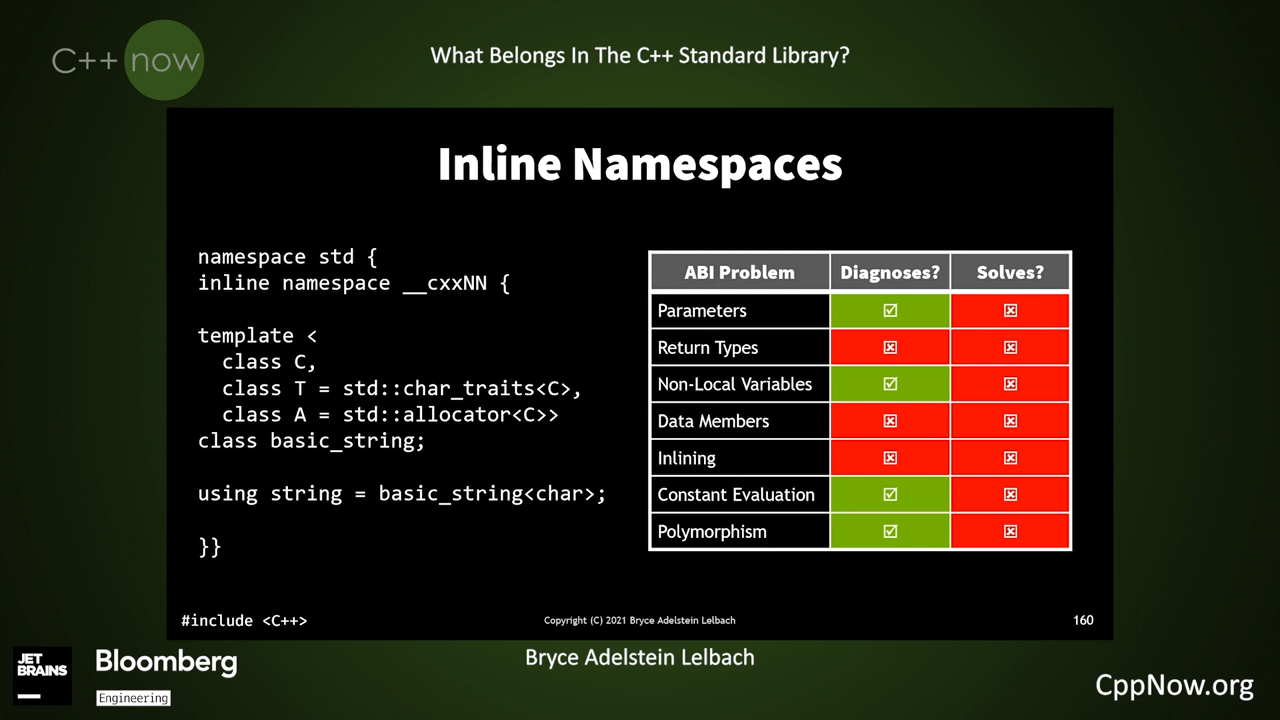 C++ now
What Belongs In The C++ Standard Library?
Inline Namespaces
namespace std {
inline namespace __cxxNN {
template <
class C,
class T = std::char_traits<C>,
class A = std::allocator<C>>
class basic_string;
using string = basic_string<char>;
}}
ABI Problem Diagnoses? Solves?
Parameters ☑ ☒
Return Types ☒ ☒
Non-Local Variables ☑ ☒
Data Members ☒ ☒
Inlining ☒ ☒
Constant Evaluation ☑ ☒
Polymorphism ☑ ☒
#include <C++>
Copyright (C) 2021 Bryce Adelstein Lelbach
160
JET
BRAINS
Bloomberg
Engineering
Bryce Adelstein Lelbach
CppNow.org